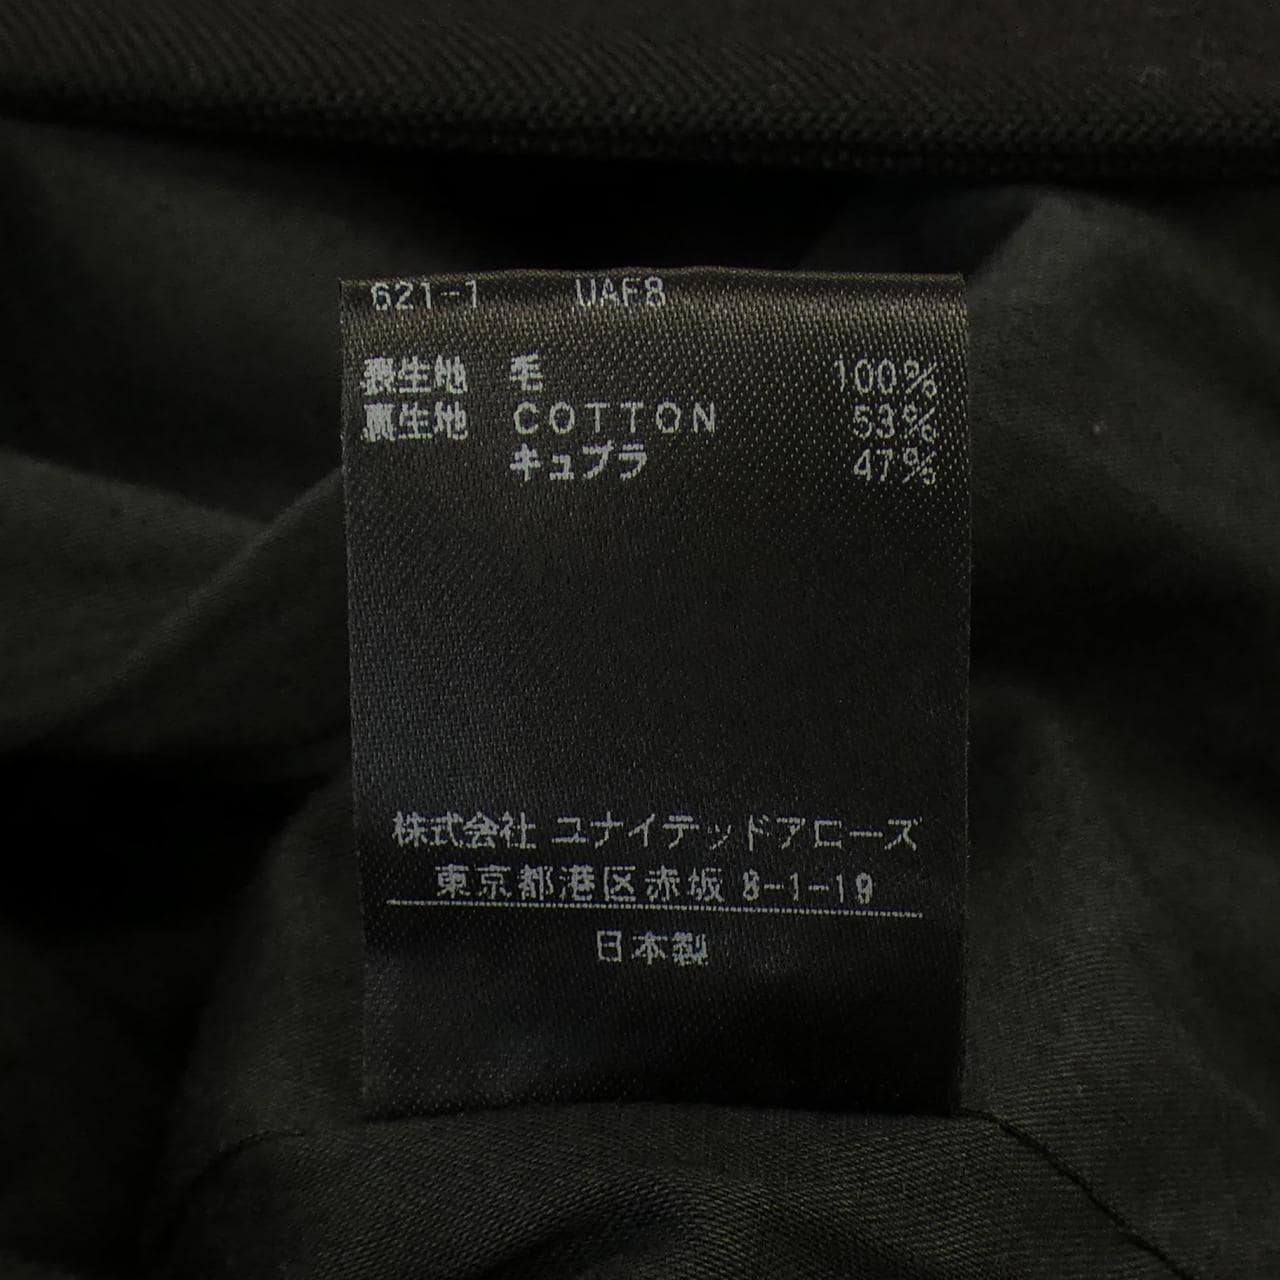 621-1 UAF8
表生地 毛 100%
裏生地 COTTON 53%
キュプラ 47%
株式会社 ユナイテッドアローズ
東京都港区赤坂 8-1-19
日本製